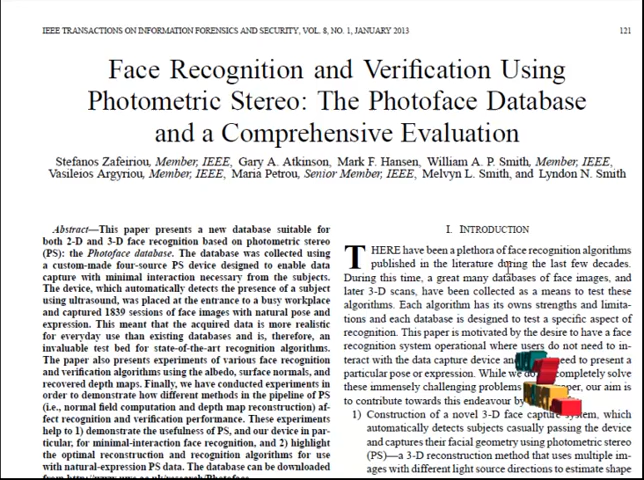 IEEE TRANSACTIONS ON INFORMATION FORENSICS AND SECURITY, VOL. 8, NO. 1, JANUARY 2013
121
Face Recognition and Verification Using
Photometric Stereo: The Photoface Database
and a Comprehensive Evaluation
Stefanos Zafeiriou, Member, IEEE, Gary A. Atkinson, Mark F. Hansen, William A. P. Smith, Member, IEEE,
Vasileios Argyriou, Member, IEEE, Maria Petrou, Senior Member, IEEE, Melvyn L. Smith, and Lyndon N. Smith
Abstract—This paper presents a new database suitable for
both 2-D and 3-D face recognition based on photometric stereo
(PS): the Photoface database. The database was collected using
a custom-made four-source PS device designed to enable data
capture with minimal interaction necessary from the subjects.
The device, which automatically detects the presence of a subject
using ultrasound, was placed at the entrance to a busy workplace
and captured 1839 sessions of face images with natural pose and
expression. This meant that the acquired data is more realistic
for everyday use than existing databases and is, therefore, an
invaluable test bed for state-of-the-art recognition algorithms.
The paper also presents experiments of various face recognition
and verification algorithms using the albedo, surface normals, and
recovered depth maps. Finally, we have conducted experiments in
order to demonstrate how different methods in the pipeline of PS
(i.e., normal field computation and depth map reconstruction) af-
fect recognition and verification performance. These experiments
help to 1) demonstrate the usefulness of PS, and our device in par-
ticular, for minimal-interaction face recognition, and 2) highlight
the optimal reconstruction and recognition algorithms for use
with natural-expression PS data. The database can be downloaded
I. INTRODUCTION
THERE have been a plethora of face recognition algorithms
published in the literature during the last few decades.
During this time, a great many databases of face images, and
later 3-D scans, have been collected as a means to test these
algorithms. Each algorithm has its own strengths and limita-
tions and each database is designed to test a specific aspect of
recognition. This paper is motivated by the desire to have a face
recognition system operational where users do not need to in-
teract with the data capture device and need to present a
particular pose or expression. While we do completely solve
these immensely challenging problems paper, our aim is
to contribute towards this endeavour by
1) Construction of a novel 3-D face capture system, which
automatically detects subjects casually passing the device
and captures their facial geometry using photometric stereo
(PS)—a 3-D reconstruction method that uses multiple im-
ages with different light source directions to estimate shape